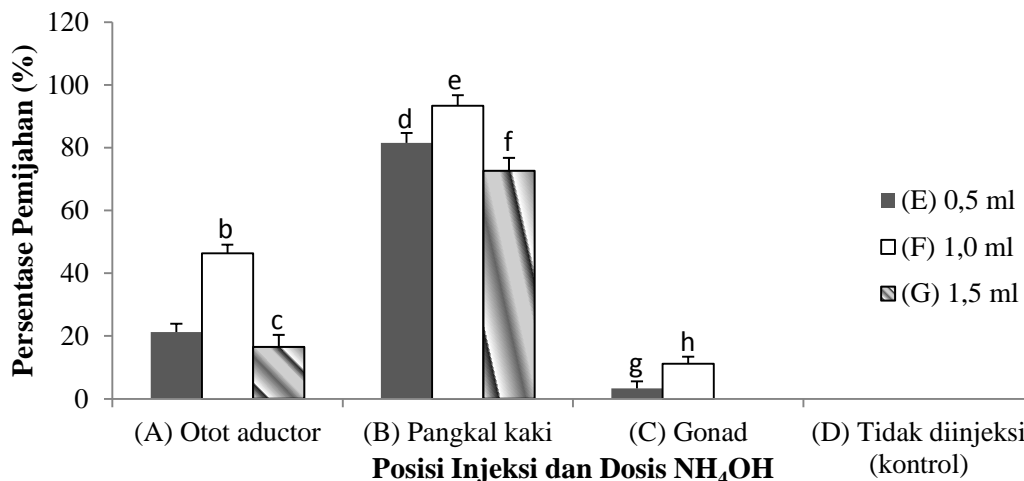 Persentase Pemijahan (%)
120
100
80
60
40
20
0
b
c
d
e
f
g
h
(E) 0,5 ml
(F) 1,0 ml
(G) 1,5 ml
(A) Otot aductor
(B) Pangkal kaki
(C) Gonad
(D) Tidak diinjeksi
(kontrol)
Posisi Injeksi dan Dosis NH₄OH